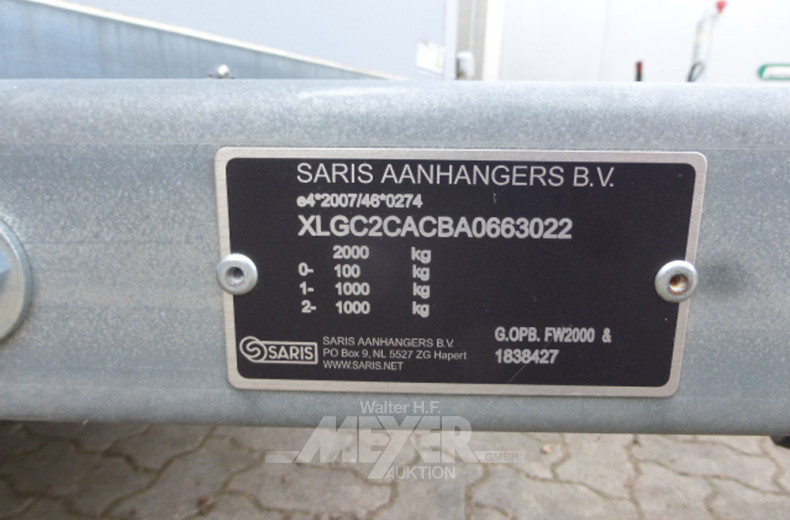 SARIS AANHANGERS B.V.
e4*2007/46*0274
XLGC2CACBA0663022
2000 kg
0- 100 kg
1- 1000 kg
2- 1000 kg
SARIS
SARIS AANHANGERS B.V.
PO Box 9, NL 5527 ZG Hapert
WWW.SARIS.NET
G.OPB. FW2000 &
1838427
Walter H.F.
MEYER
GMBH
AUKTION